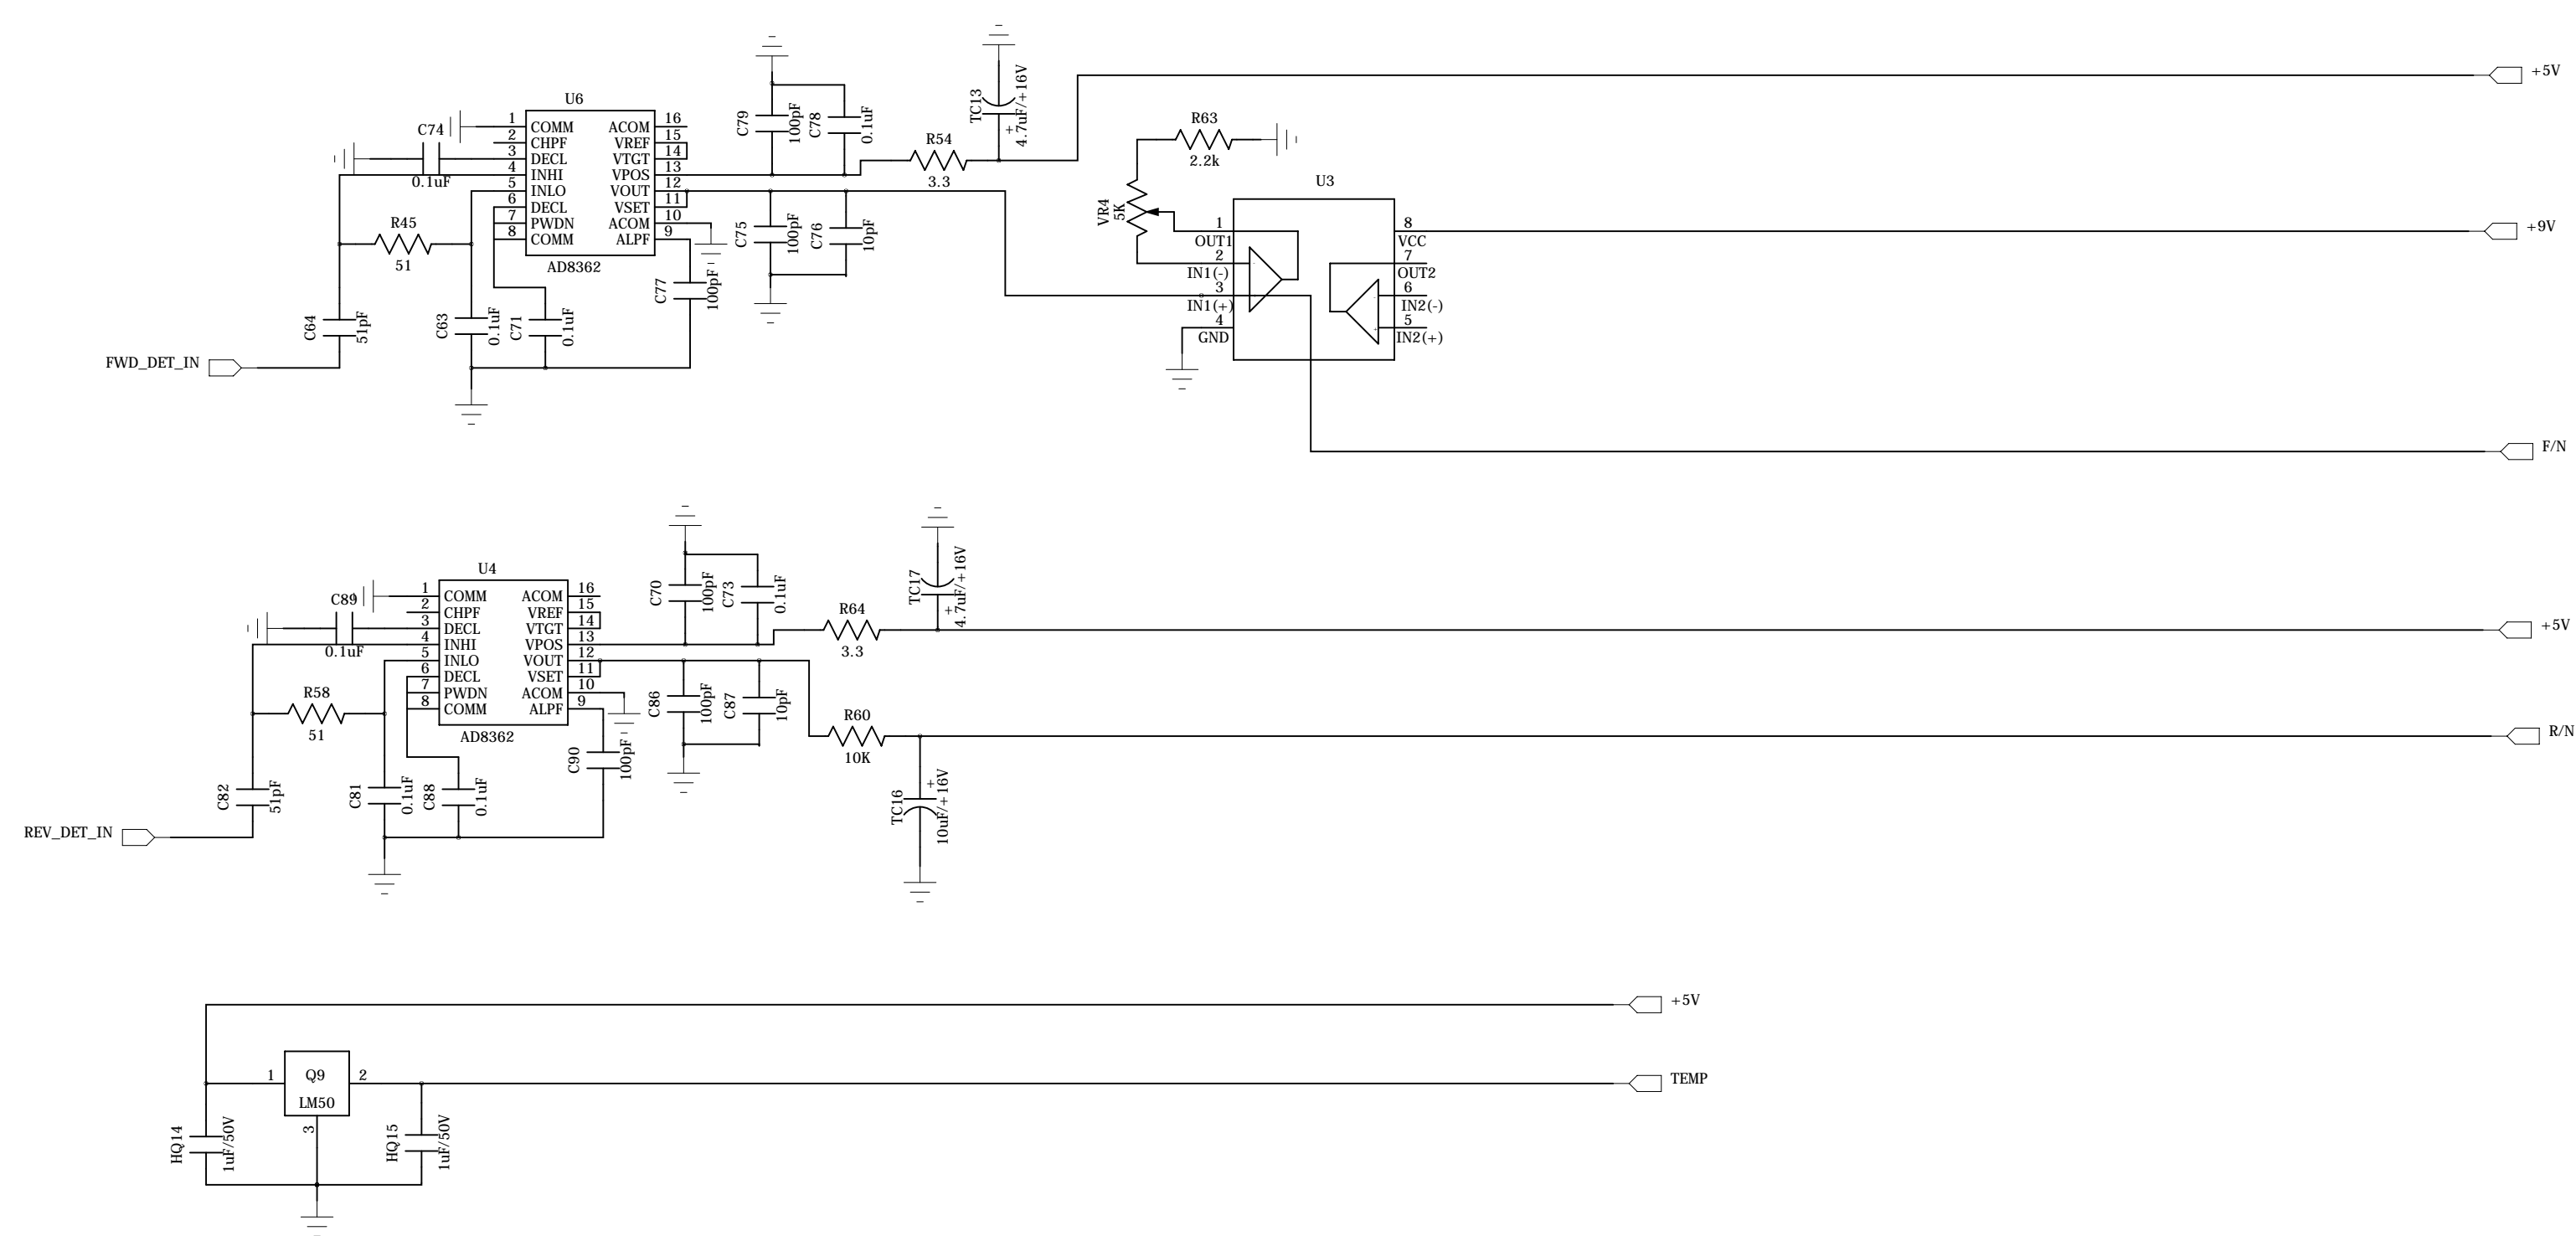 +5V
U6
C74
0.1uF
1 COMM ACOM 16
2 CHPF VREF 15
3 DECL VTGT 14
4 INHI VPOS 13
5 INLO VOUT 12
6 DECL VSET 11
7 PWDN ACOM 10
8 COMM ALPF 9
AD8362
C79
100pF
C78
0.1uF
R54
3.3
TC13
+
4.7uF/+16V
R63
2.2k
VR4
5K
U3
1
OUT1
2
IN1(-)
3
IN1(+)
4
GND
8
VCC
7
OUT2
6
IN2(-)
5
IN2(+)
+9V
R45
51
C75
100pF
C76
10pF
C77
100pF
C64
51pF
C63
0.1uF
C71
0.1uF
FWD_DET_IN
F/N
U4
C89
0.1uF
1 COMM ACOM 16
2 CHPF VREF 15
3 DECL VTGT 14
4 INHI VPOS 13
5 INLO VOUT 12
6 DECL VSET 11
7 PWDN ACOM 10
8 COMM ALPF 9
AD8362
C70
100pF
C73
0.1uF
R64
3.3
TC17
+
4.7uF/+16V
+5V
R58
51
C86
100pF
C87
10pF
R60
10K
R/N
C90
100pF
C82
51pF
C81
0.1uF
C88
0.1uF
TC16
+
10uF/+16V
REV_DET_IN
+5V
1
Q9
LM50
2
3
TEMP
HQ14
1uF/50V
HQ15
1uF/50V